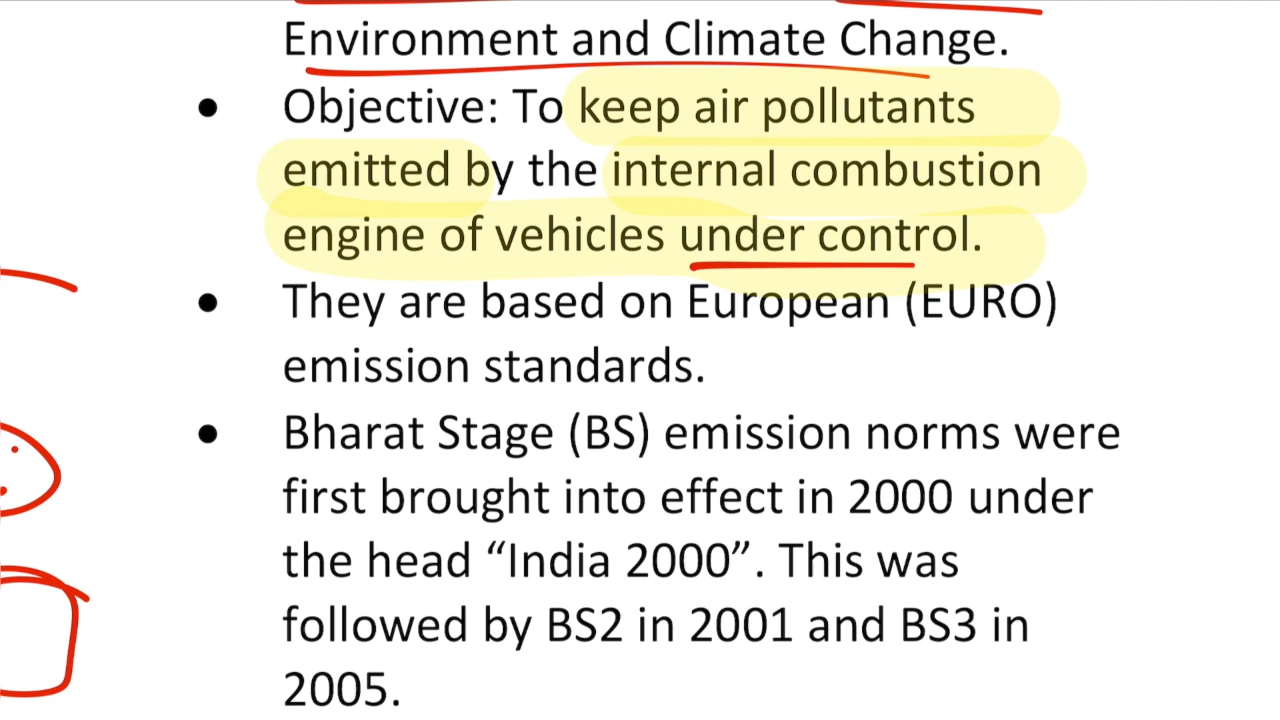 Environment and Climate Change.
● Objective: To keep air pollutants
emitted by the internal combustion
engine of vehicles under control.
● They are based on European (EURO)
emission standards.
● Bharat Stage (BS) emission norms were
first brought into effect in 2000 under
the head “India 2000”. This was
followed by BS2 in 2001 and BS3 in
2005.